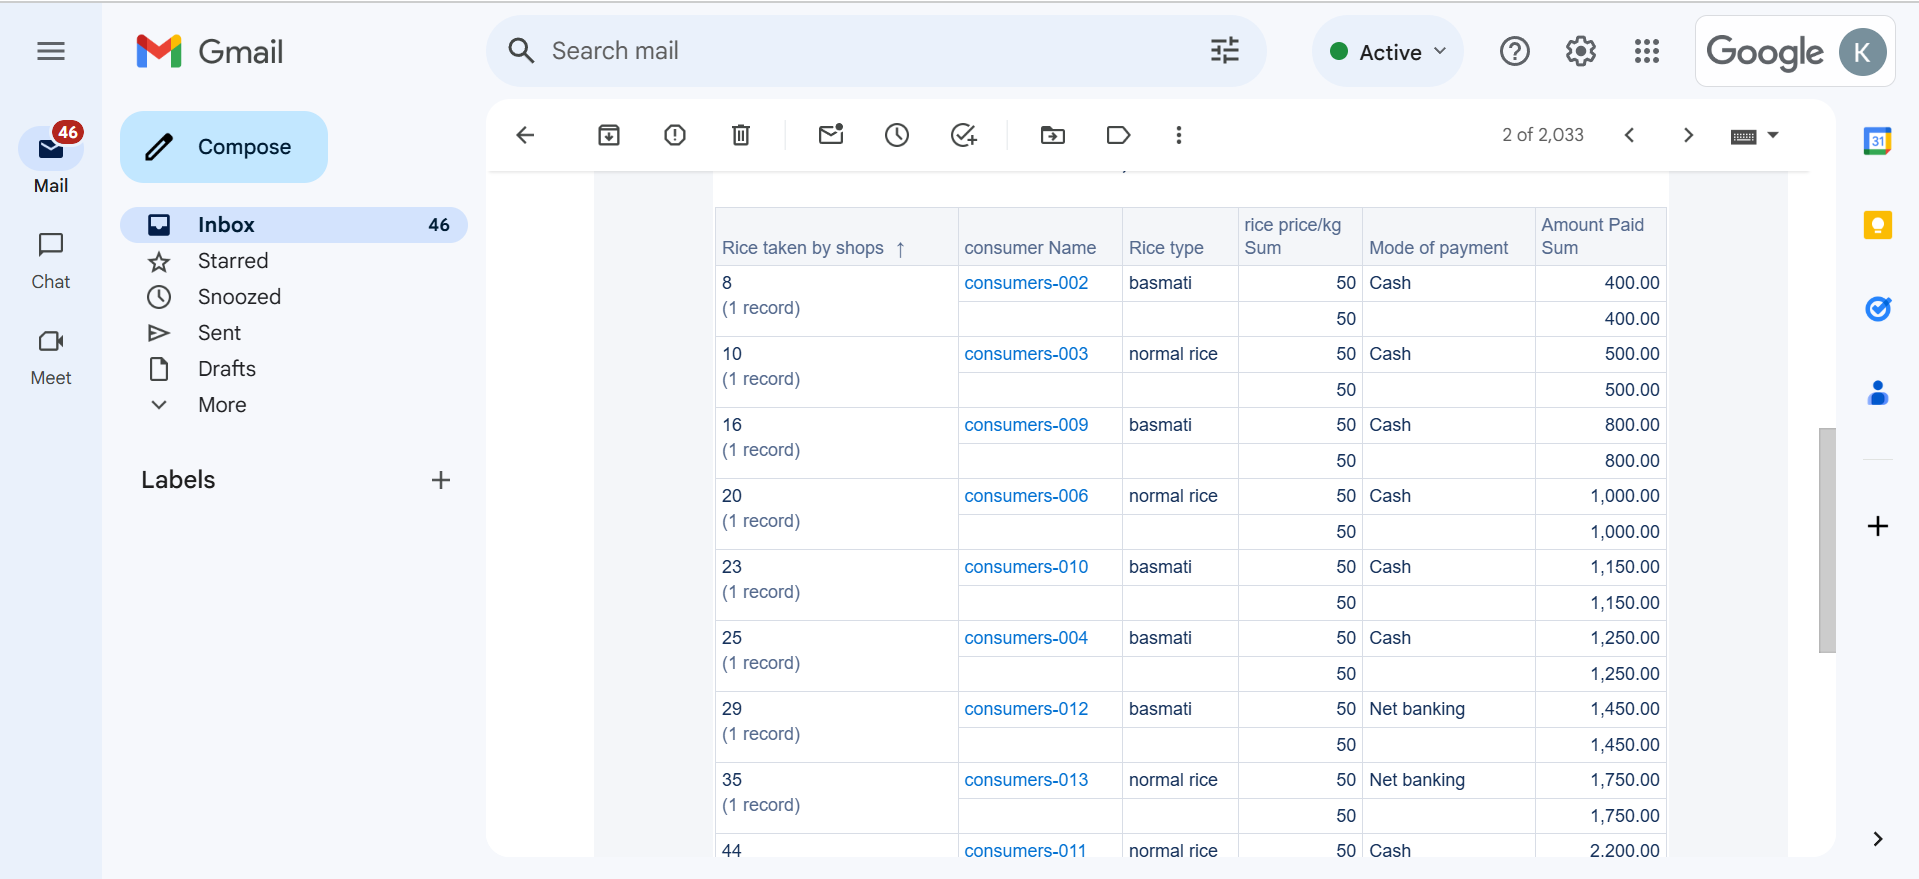 Gmail
Search mail
Active
Google
K
46
Mail
Chat
Meet
Compose
Inbox 46
Starred
Snoozed
Sent
Drafts
More
Labels
2 of 2,033
31
Rice taken by shops ↑ consumer Name Rice type rice price/kg Sum Mode of payment Amount Paid Sum
8 consumers-002 basmati 50 Cash 400.00
(1 record) 50 400.00
10 consumers-003 normal rice 50 Cash 500.00
(1 record) 50 500.00
16 consumers-009 basmati 50 Cash 800.00
(1 record) 50 800.00
20 consumers-006 normal rice 50 Cash 1,000.00
(1 record) 50 1,000.00
23 consumers-010 basmati 50 Cash 1,150.00
(1 record) 50 1,150.00
25 consumers-004 basmati 50 Cash 1,250.00
(1 record) 50 1,250.00
29 consumers-012 basmati 50 Net banking 1,450.00
(1 record) 50 1,450.00
35 consumers-013 normal rice 50 Net banking 1,750.00
(1 record) 50 1,750.00
44 consumers-011 normal rice 50 Cash 2,200.00